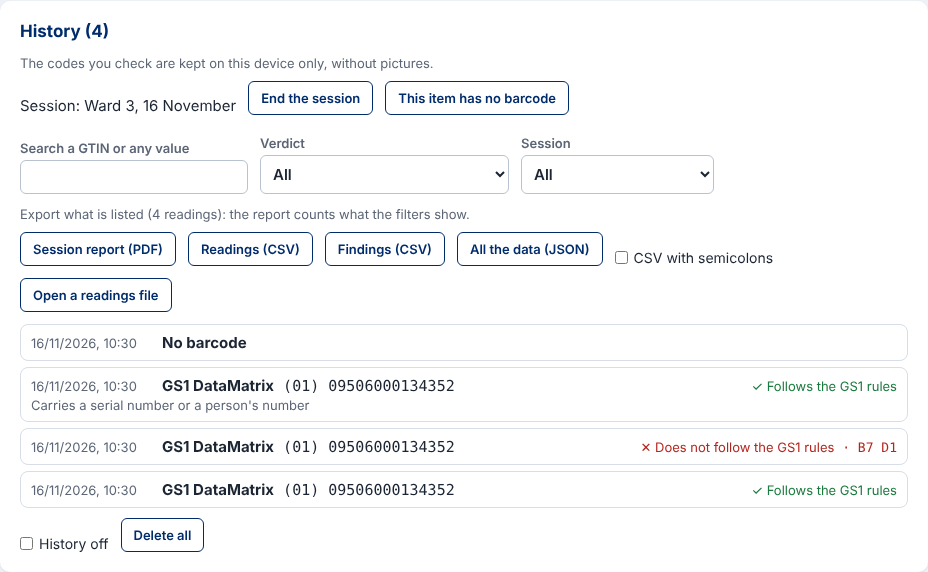 History (4)
The codes you check are kept on this device only, without pictures.
Session: Ward 3, 16 November
End the session
This item has no barcode
Search a GTIN or any value
Verdict
Session
All
All
Export what is listed (4 readings): the report counts what the filters show.
Session report (PDF)
Readings (CSV)
Findings (CSV)
All the data (JSON)
CSV with semicolons
Open a readings file
16/11/2026, 10:30 No barcode
16/11/2026, 10:30 GS1 DataMatrix (01) 09506000134352 ✓ Follows the GS1 rules
Carries a serial number or a person's number
16/11/2026, 10:30 GS1 DataMatrix (01) 09506000134352 ✕ Does not follow the GS1 rules · B7 D1
16/11/2026, 10:30 GS1 DataMatrix (01) 09506000134352 ✓ Follows the GS1 rules
History off
Delete all